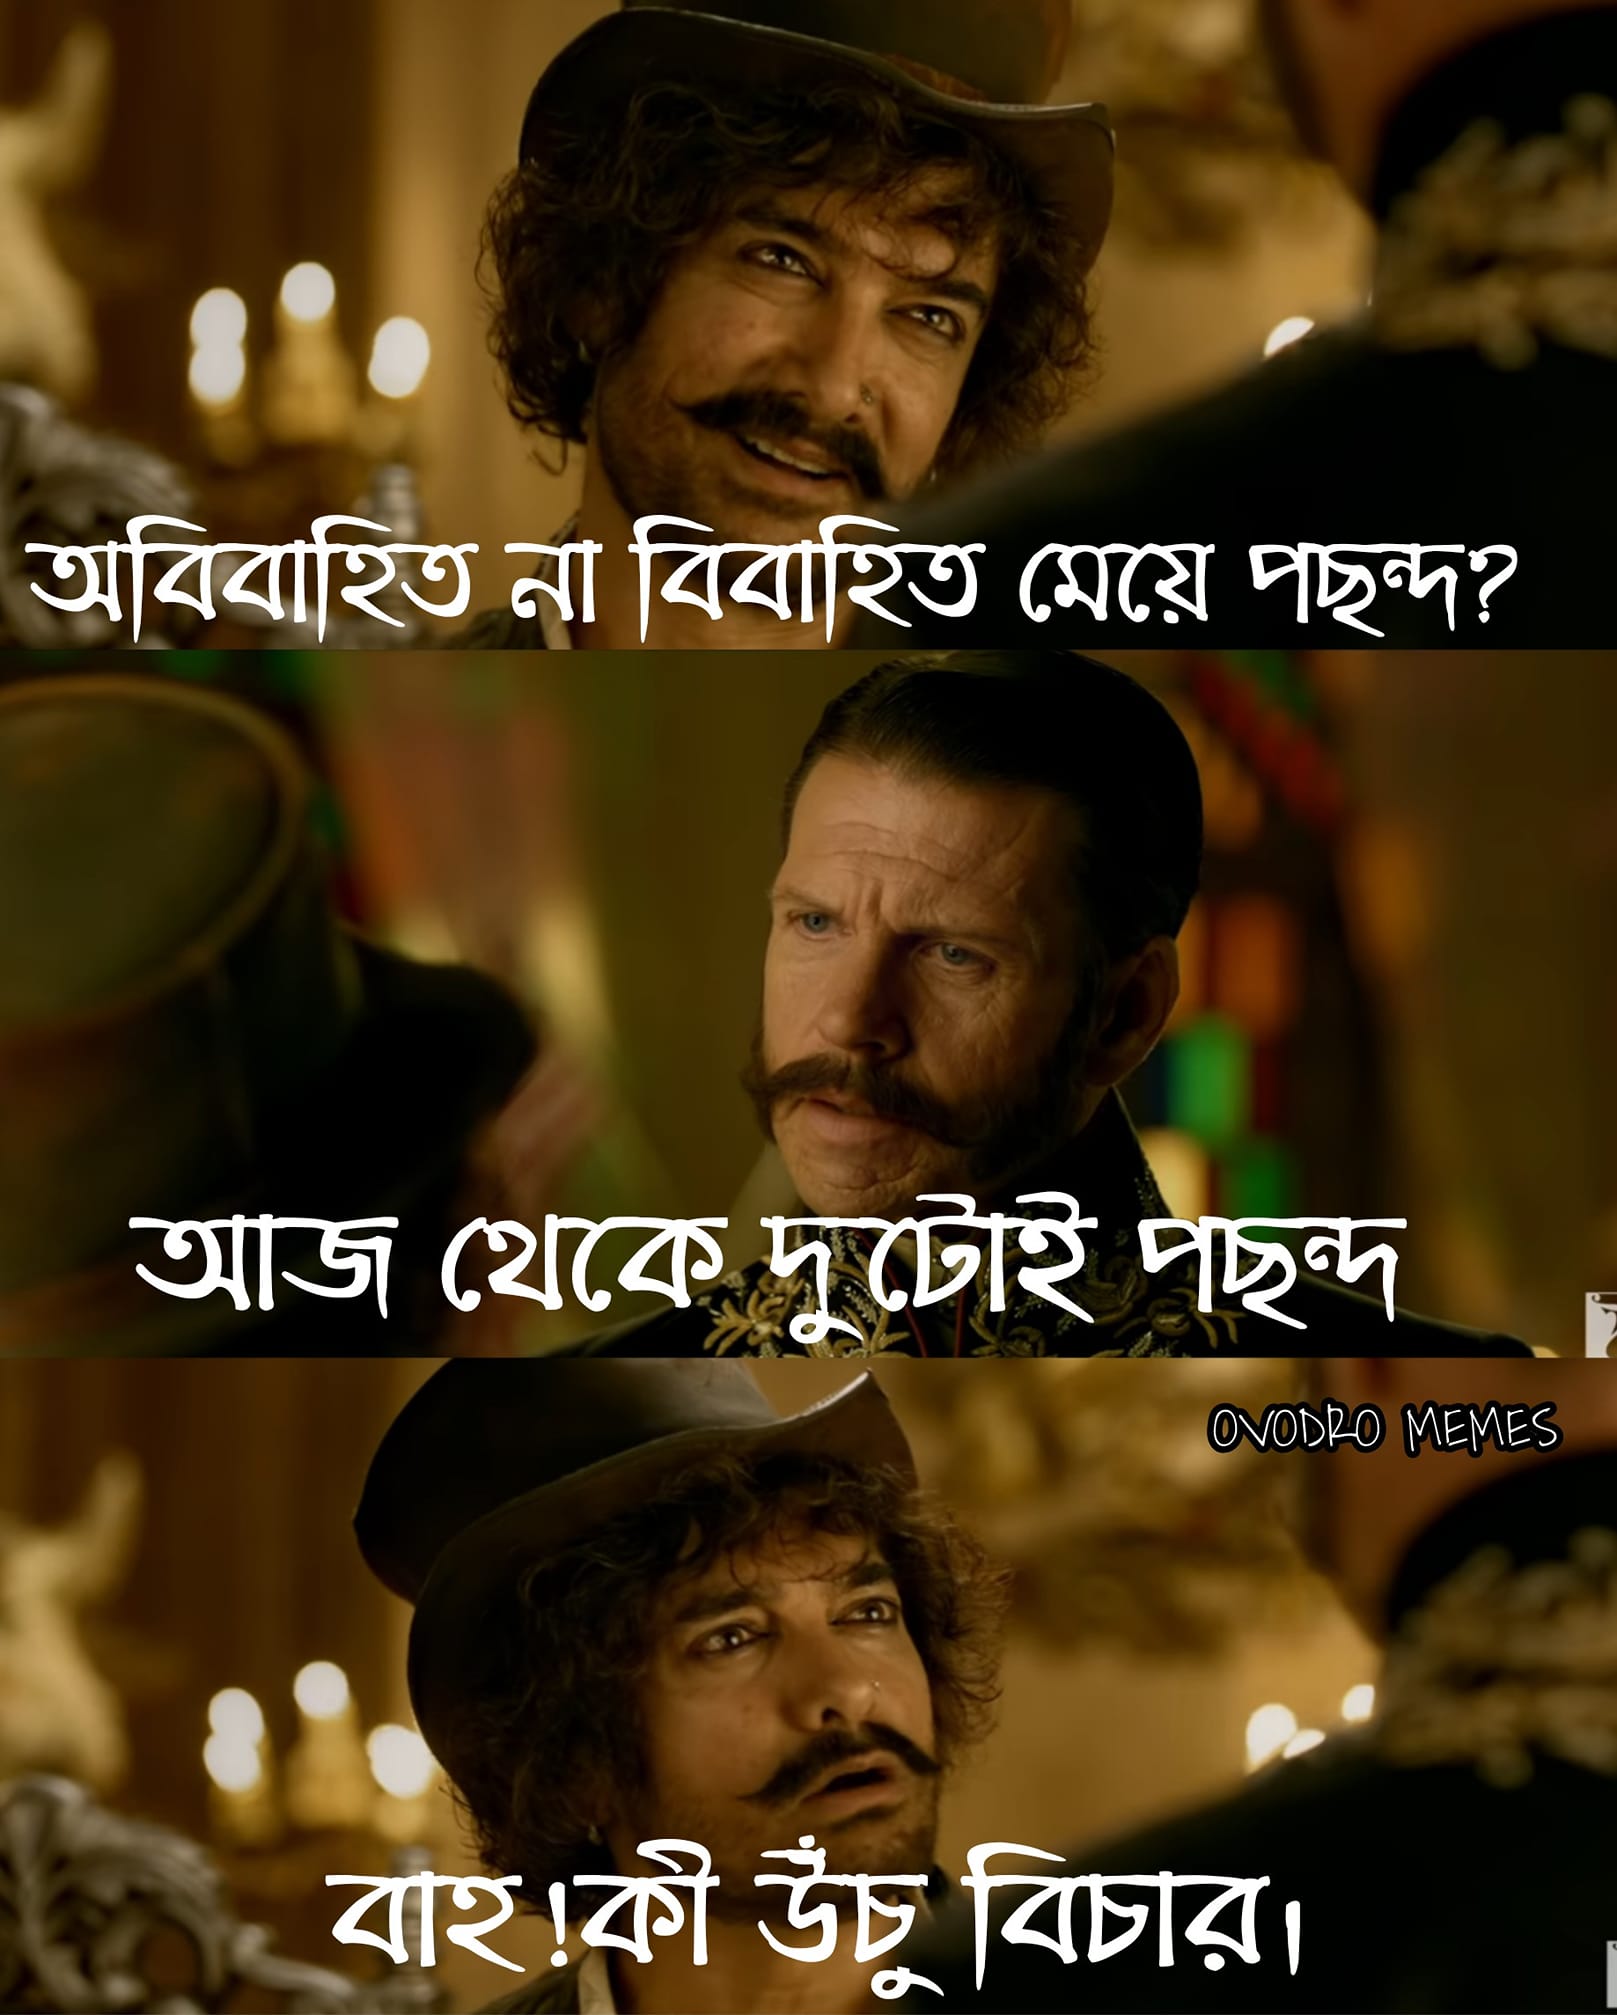 অবিবাহিত না বিবাহিত মেয়ে পছন্দ?
আজ থেকে দুটোই পছন্দ
OVODRO MEMES
বাহ!কী উঁচু বিচার।